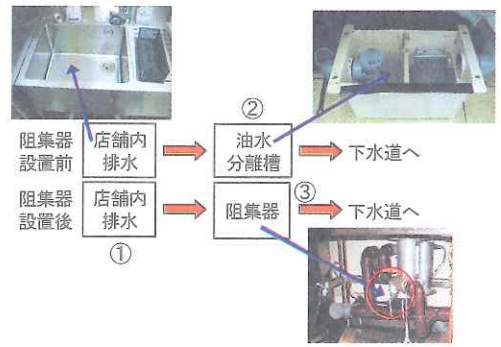 ②
阻集器
設置前
店舗内
排水
油水
分離槽
下水道へ
阻集器
設置後
店舗内
排水
阻集器
③
下水道へ
①